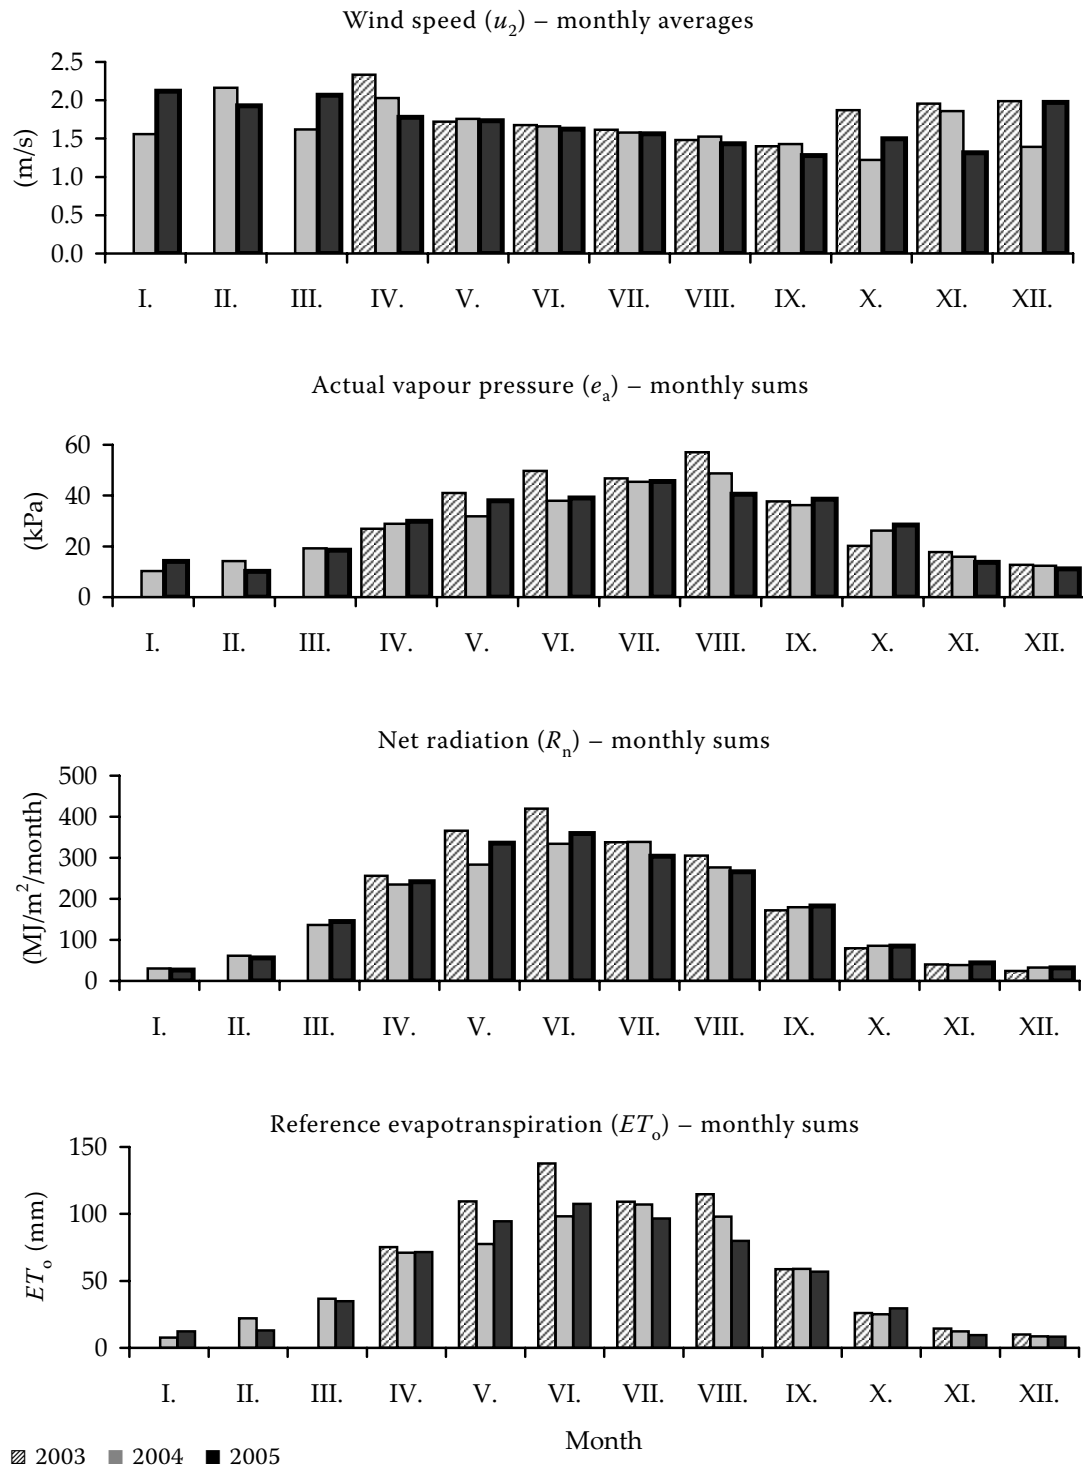 Wind speed (u₂) – monthly averages
(m/s)
2.5
2.0
1.5
1.0
0.5
0.0
I. II. III. IV. V. VI. VII. VIII. IX. X. XI. XII.
Actual vapour pressure (eₐ) – monthly sums
(kPa)
60
40
20
0
I. II. III. IV. V. VI. VII. VIII. IX. X. XI. XII.
Net radiation (Rₙ) – monthly sums
(MJ/m²/month)
500
400
300
200
100
0
I. II. III. IV. V. VI. VII. VIII. IX. X. XI. XII.
Reference evapotranspiration (ETₒ) – monthly sums
ETₒ (mm)
150
100
50
0
I. II. III. IV. V. VI. VII. VIII. IX. X. XI. XII.
Month
2003 2004 2005